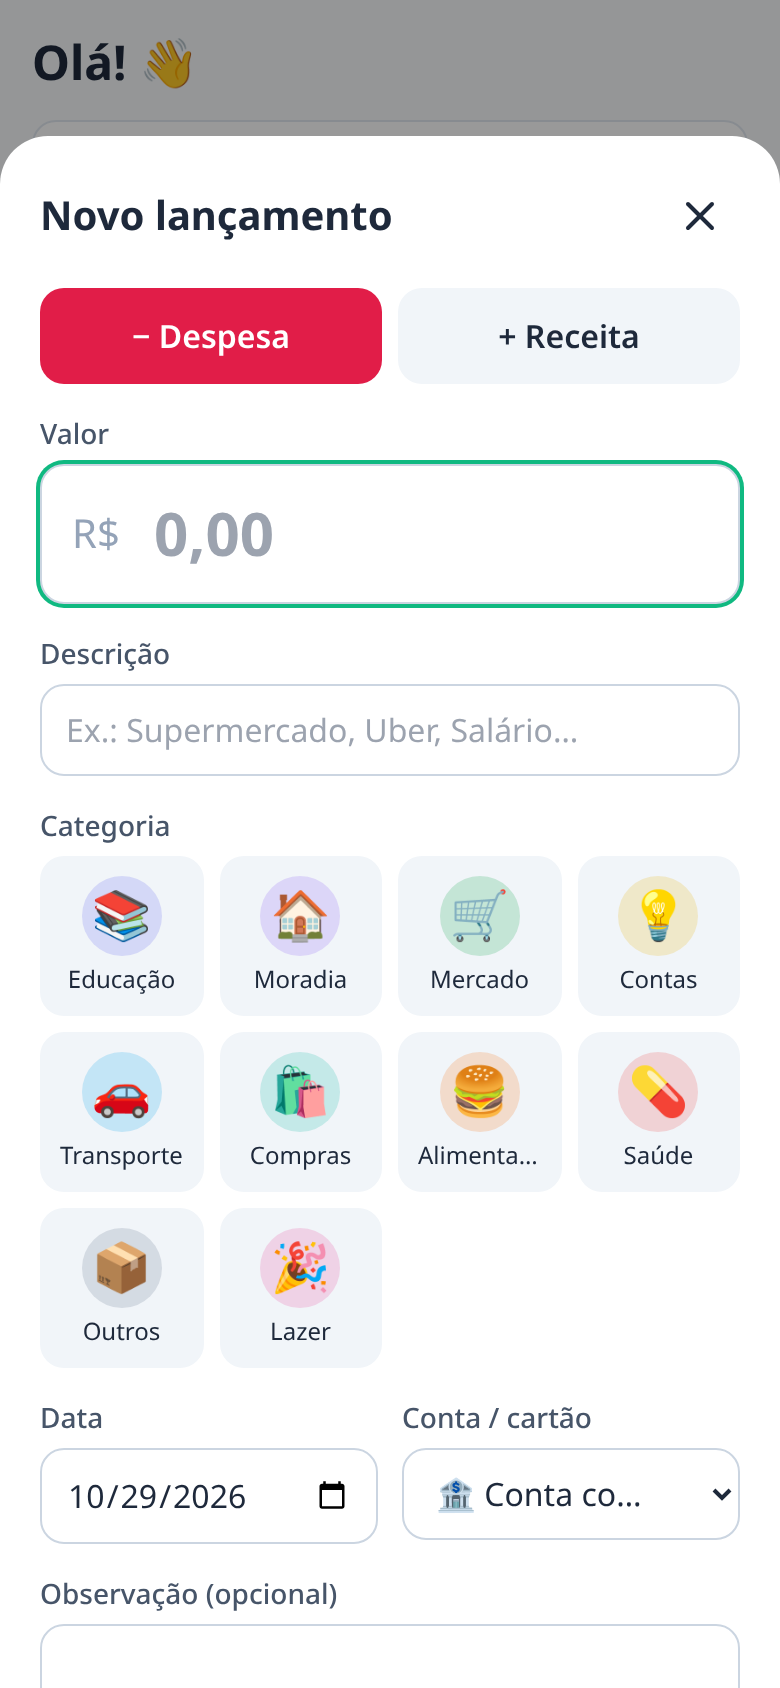 Olá! 👋
Novo lançamento
− Despesa
+ Receita
Valor
R$ 0,00
Descrição
Ex.: Supermercado, Uber, Salário...
Categoria
Educação
Moradia
Mercado
Contas
Transporte
Compras
Alimenta...
Saúde
Outros
Lazer
Data
Conta / cartão
10/29/2026
Conta co...
Observação (opcional)